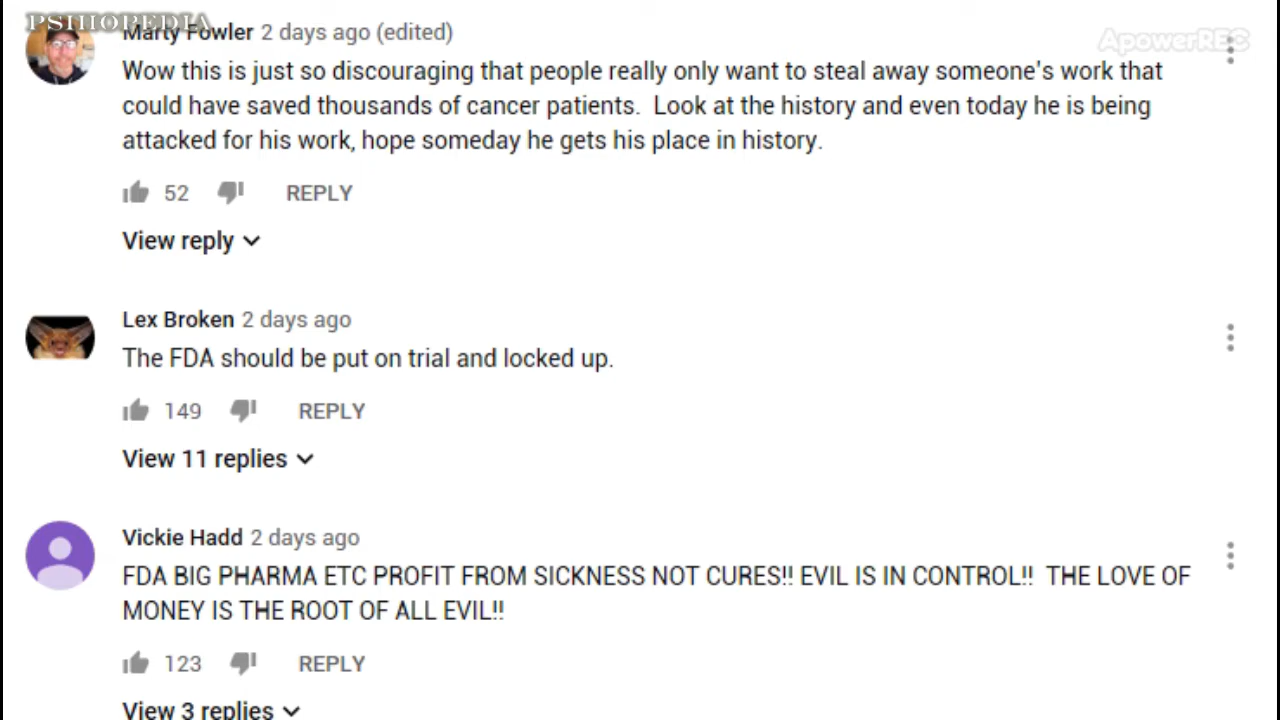 PSIHOPEDIA
ApowerREC
Marty Fowler 2 days ago (edited)
Wow this is just so discouraging that people really only want to steal away someone's work that
could have saved thousands of cancer patients.  Look at the history and even today he is being
attacked for his work, hope someday he gets his place in history.
52 REPLY
View reply
Lex Broken 2 days ago
The FDA should be put on trial and locked up.
149 REPLY
View 11 replies
Vickie Hadd 2 days ago
FDA BIG PHARMA ETC PROFIT FROM SICKNESS NOT CURES!! EVIL IS IN CONTROL!!  THE LOVE OF
MONEY IS THE ROOT OF ALL EVIL!!
123 REPLY
View 3 replies